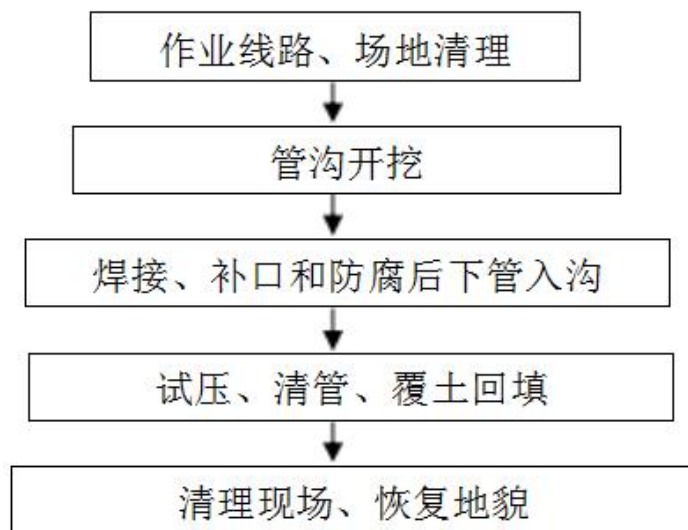 作业线路、场地清理
管沟开挖
焊接、补口和防腐后下管入沟
试压、清管、覆土回填
清理现场、恢复地貌